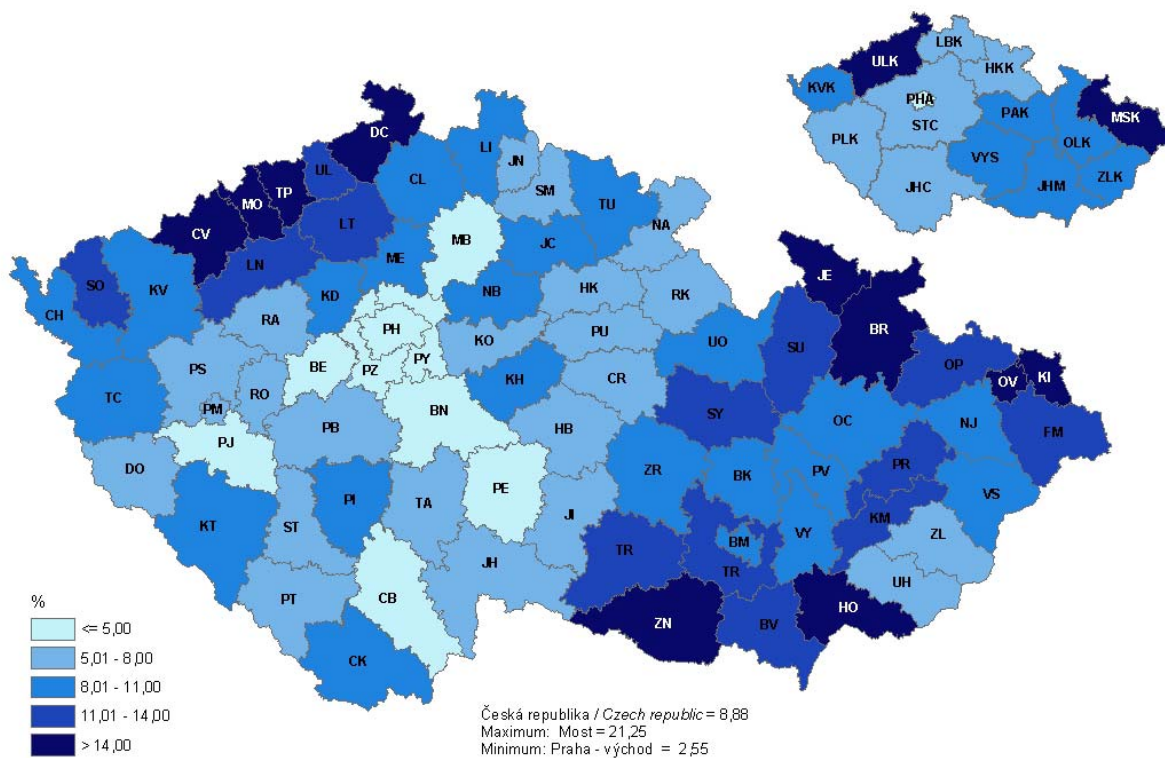 LBK
ULK
HKK
KVK
PHA
MSK
PAK
STC
OLK
PLK
VYS
ZLK
JHC
JHM
DC
LI
JN
UL
SM
CL
TP
MO
TU
NA
LT
CV
MB
JC
ME
LN
SO
KV
KD
NB
HK
RK
JE
CH
RA
PH
BR
PU
KO
UO
SU
PS
BE
PZ
PY
OP
KI
OV
CR
KH
TC
RO
PM
BN
SY
OC
NJ
FM
PB
HB
PJ
DO
PR
ZR
BK
PV
PE
PI
TA
VS
KT
ST
JI
KM
ZL
BM
VY
TR
JH
TR
UH
PT
CB
HO
ZN
BV
CK
%
<= 5,00
5,01 - 8,00
8,01 - 11,00
11,01 - 14,00
> 14,00
Česká republika / Czech republic = 8,88
Maximum: Most = 21,25
Minimum: Praha - východ = 2,55